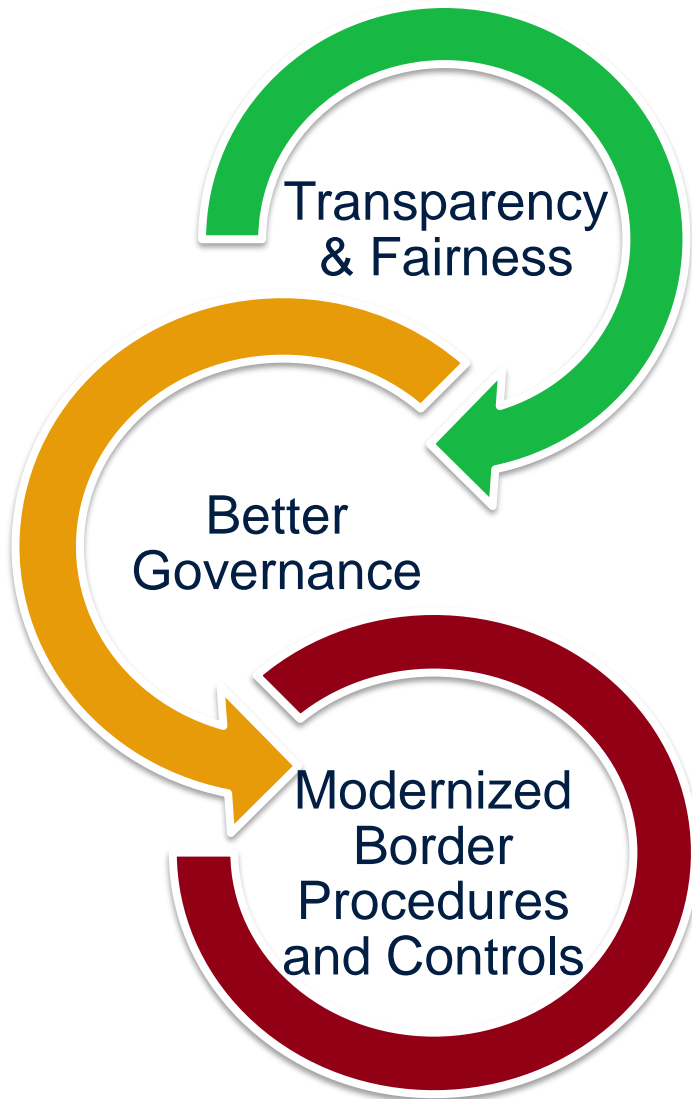 Transparency
& Fairness
Better
Governance
Modernized
Border
Procedures
and Controls